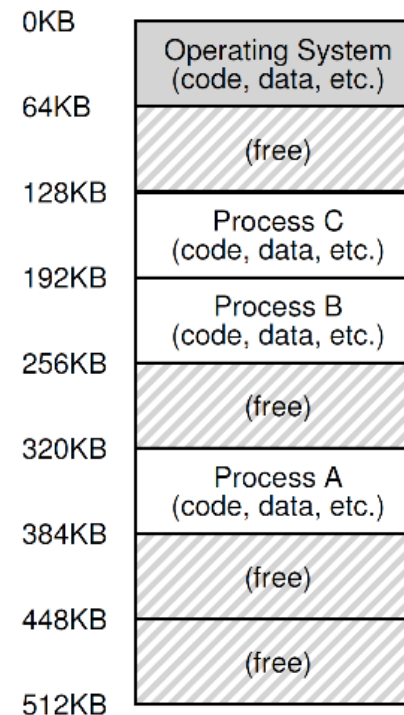 0KB
Operating System
(code, data, etc.)
64KB
(free)
128KB
Process C
(code, data, etc.)
192KB
Process B
(code, data, etc.)
256KB
(free)
320KB
Process A
(code, data, etc.)
384KB
(free)
448KB
(free)
512KB